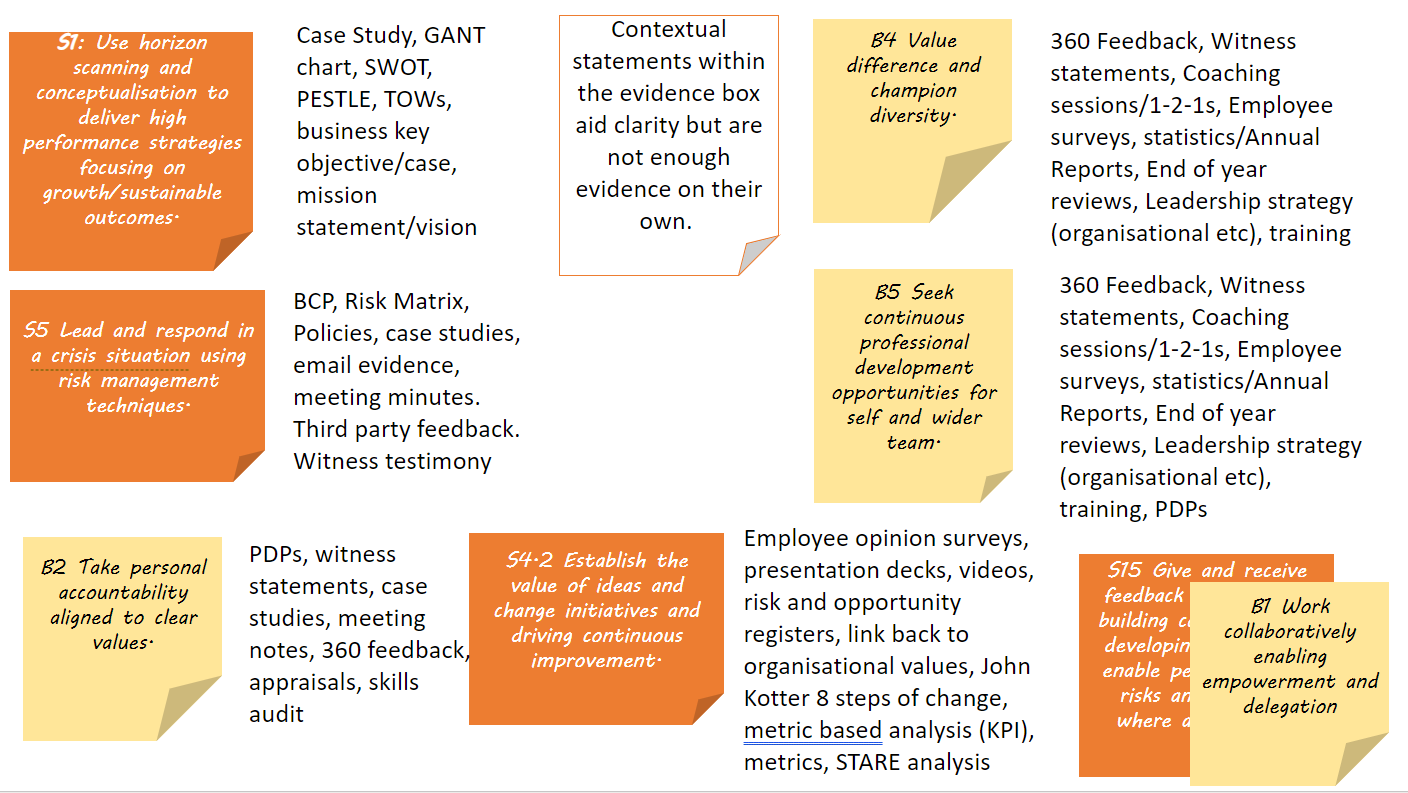 S1: Use horizon
scanning and
conceptualisation to
deliver high
performance strategies
focusing on
growth/sustainable
outcomes.
Case Study, GANT
chart, SWOT,
PESTLE, TOWs,
business key
objective/case,
mission
statement/vision
Contextual
statements within
the evidence box
aid clarity but are
not enough
evidence on their
own.
B4 Value
difference and
champion
diversity.
360 Feedback, Witness
statements, Coaching
sessions/1-2-1s, Employee
surveys, statistics/Annual
Reports, End of year
reviews, Leadership strategy
(organisational etc), training
S5 Lead and respond in
a crisis situation using
risk management
techniques.
BCP, Risk Matrix,
Policies, case studies,
email evidence,
meeting minutes.
Third party feedback.
Witness testimony
B5 Seek
continuous
professional
development
opportunities for
self and wider
team.
360 Feedback, Witness
statements, Coaching
sessions/1-2-1s, Employee
surveys, statistics/Annual
Reports, End of year
reviews, Leadership strategy
(organisational etc),
training, PDPs
B2 Take personal
accountability
aligned to clear
values.
PDPs, witness
statements, case
studies, meeting
notes, 360 feedback,
appraisals, skills
audit
S4.2 Establish the
value of ideas and
change initiatives and
driving continuous
improvement.
Employee opinion surveys,
presentation decks, videos,
risk and opportunity
registers, link back to
organisational values, John
Kotter 8 steps of change,
metric based analysis (KPI),
metrics, STARE analysis
S15 Give and receive
feedback
building
enable
risks
where
B1 Work
collaboratively
enabling
empowerment and
delegation